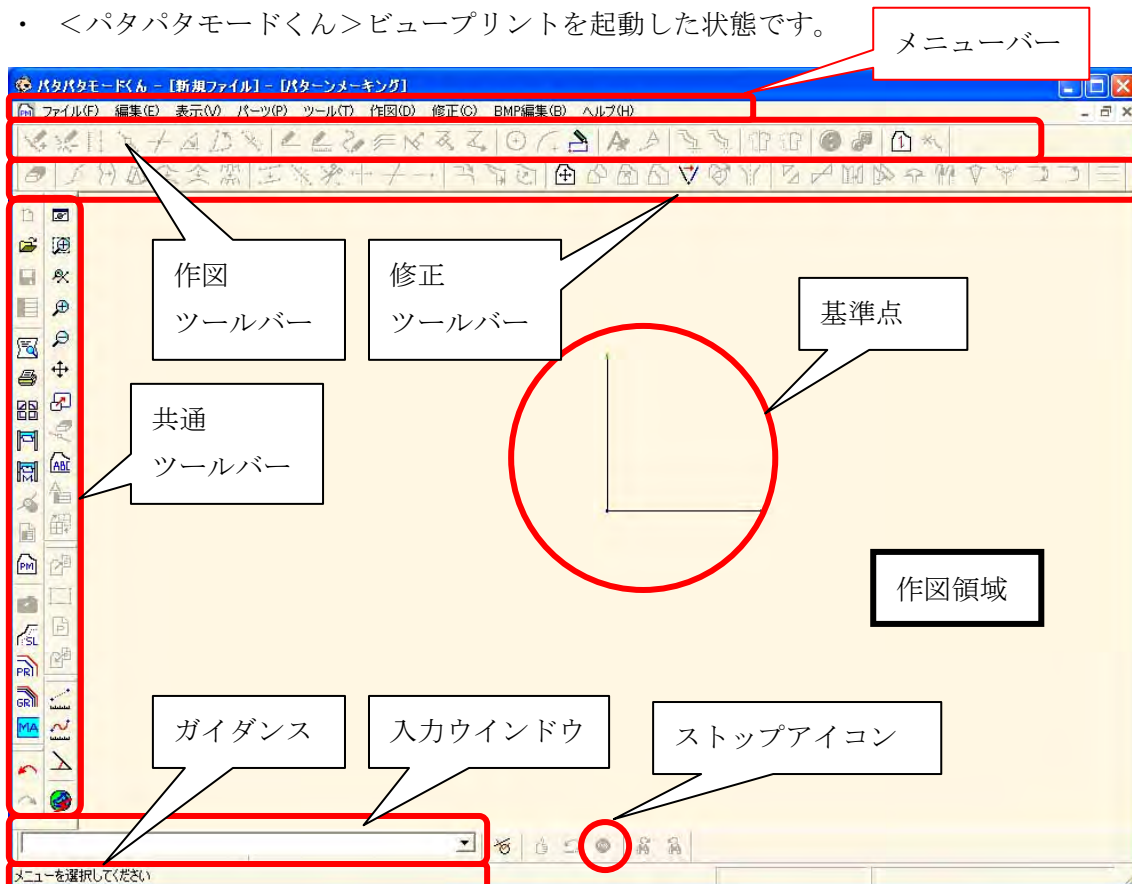 ・ ＜パタパタモードくん＞ビュープリントを起動した状態です。
メニューバー
パタパタモードくん - [新規ファイル] - [パターンメーキング]
ファイル(F) 編集(E) 表示(V) パーツ(P) ツール(T) 作図(D) 修正(C) BMP編集(B) ヘルプ(H)
作図
ツールバー
修正
ツールバー
基準点
共通
ツールバー
ABC
PM
SL
PRI
GRI
MA
作図領域
ガイダンス
入力ウインドウ
ストップアイコン
メニューを選択してください